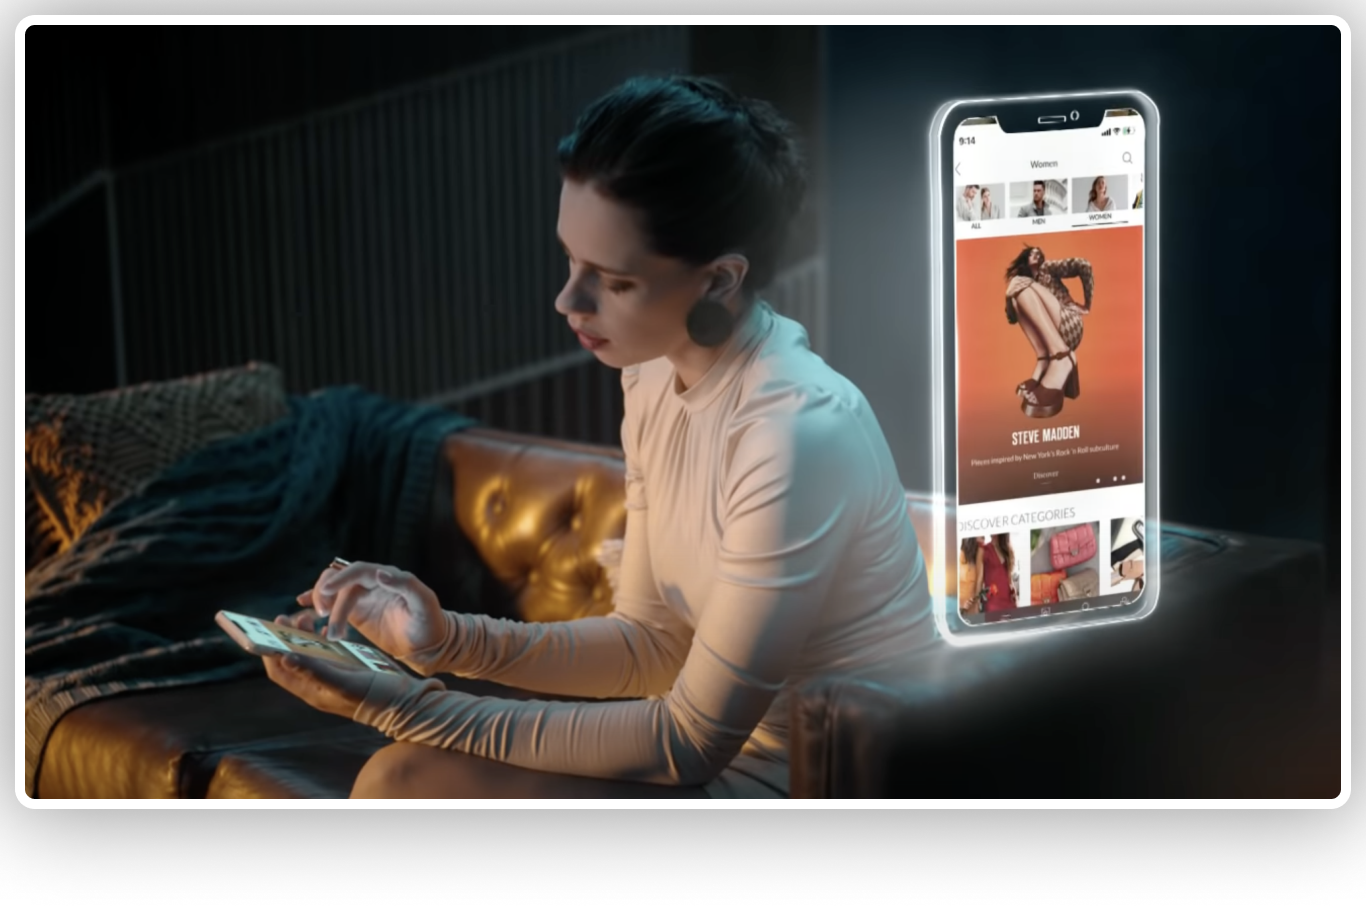 9:14
Women
ALL
MEN
WOMEN
STEVE MADDEN
Pieces inspired by New York's Rock 'n Roll subculture
Discover
DISCOVER CATEGORIES